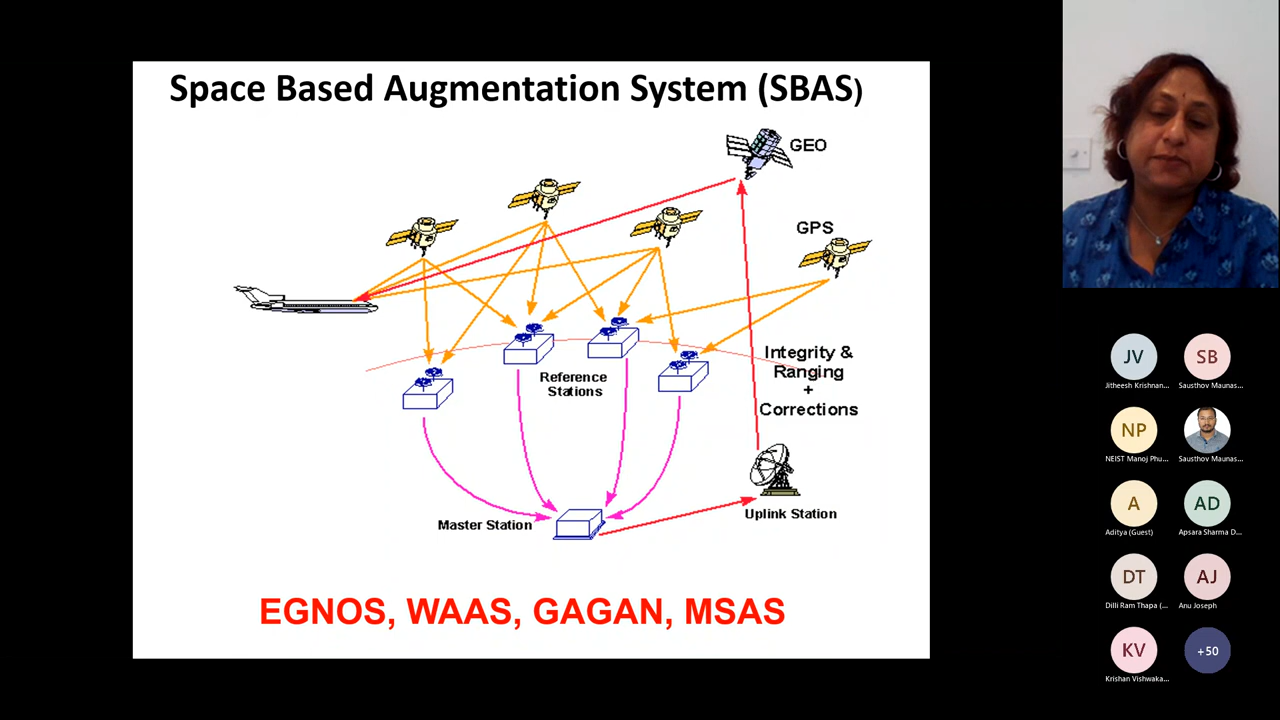 Space Based Augmentation System (SBAS)
GEO
GPS
Integrity &
Ranging
+
Corrections
Reference
Stations
Master Station
Uplink Station
EGNOS, WAAS, GAGAN, MSAS
JV
SB
Jitheesh Krishnan...
Sausthov Maunas...
NP
NEIST Manoj Phu...
Sausthov Maunas...
A
AD
Aditya (Guest)
Apsara Sharma D...
DT
AJ
Dilli Ram Thapa (...
Anu Joseph
KV
+50
Krishan Vishwaka...